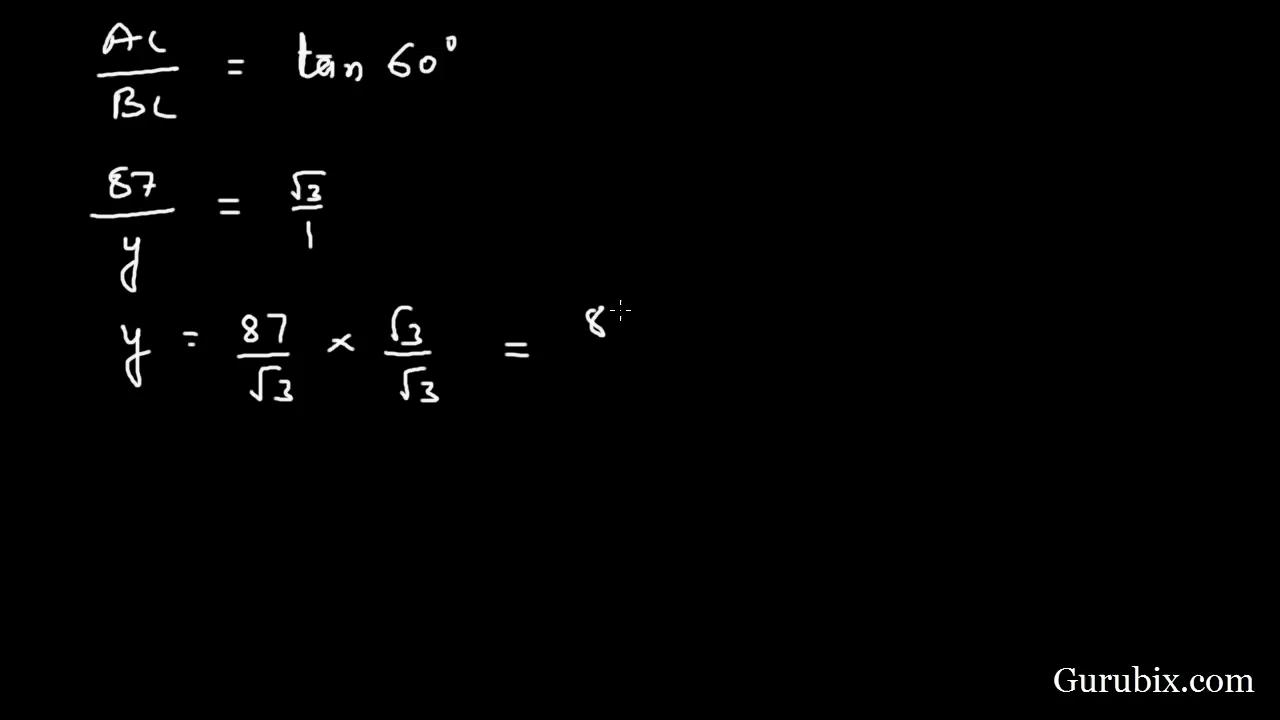 AC/BC = tan 60°
87/y = √3/1
y = 87/√3 × √3/√3 = 8
Gurubix.com